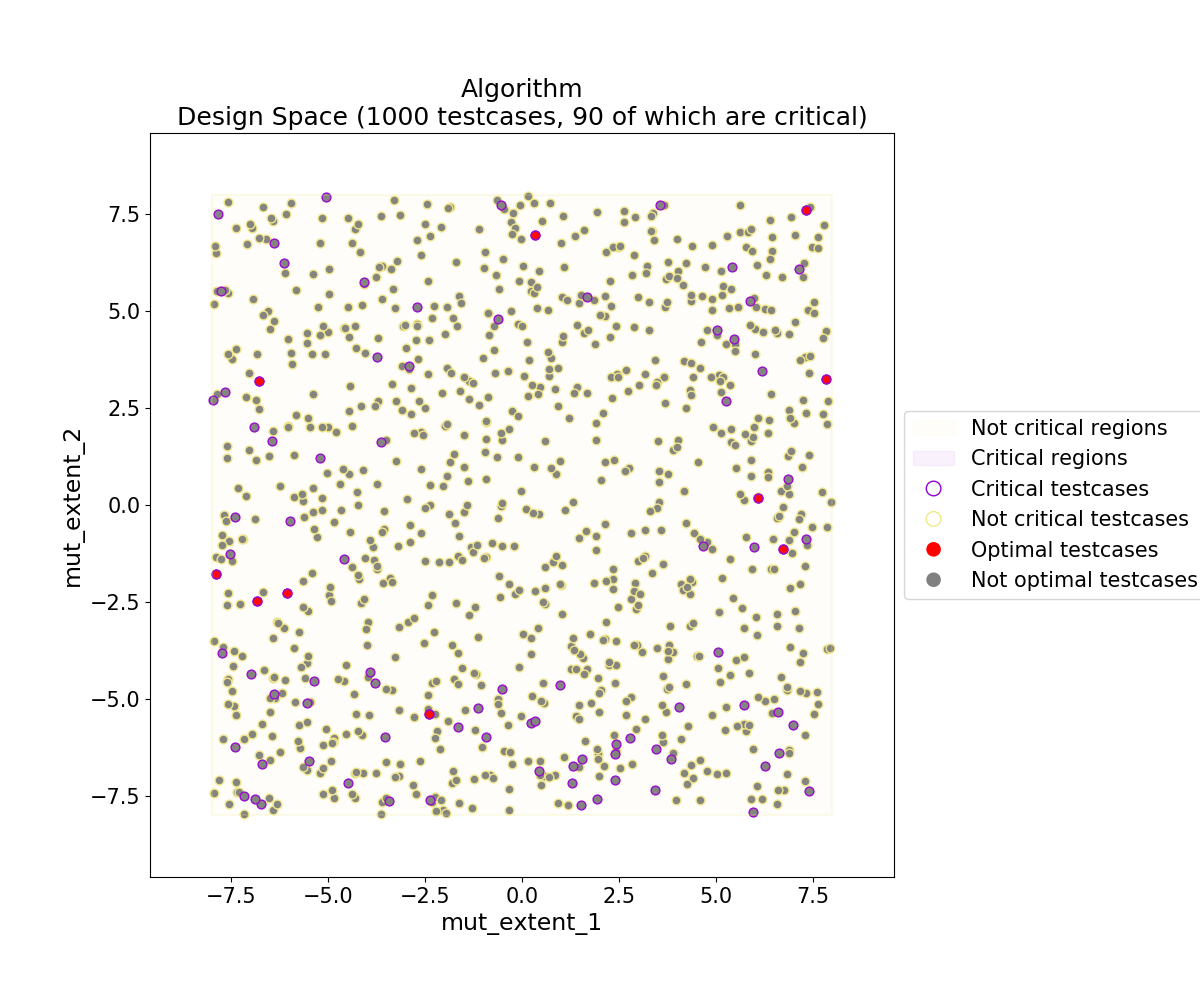 Algorithm
Design Space (1000 testcases, 90 of which are critical)
7.5
5.0
2.5
0.0
−2.5
−5.0
−7.5
mut_extent_2
−7.5 −5.0 −2.5 0.0 2.5 5.0 7.5
mut_extent_1
Not critical regions
Critical regions
Critical testcases
Not critical testcases
Optimal testcases
Not optimal testcases